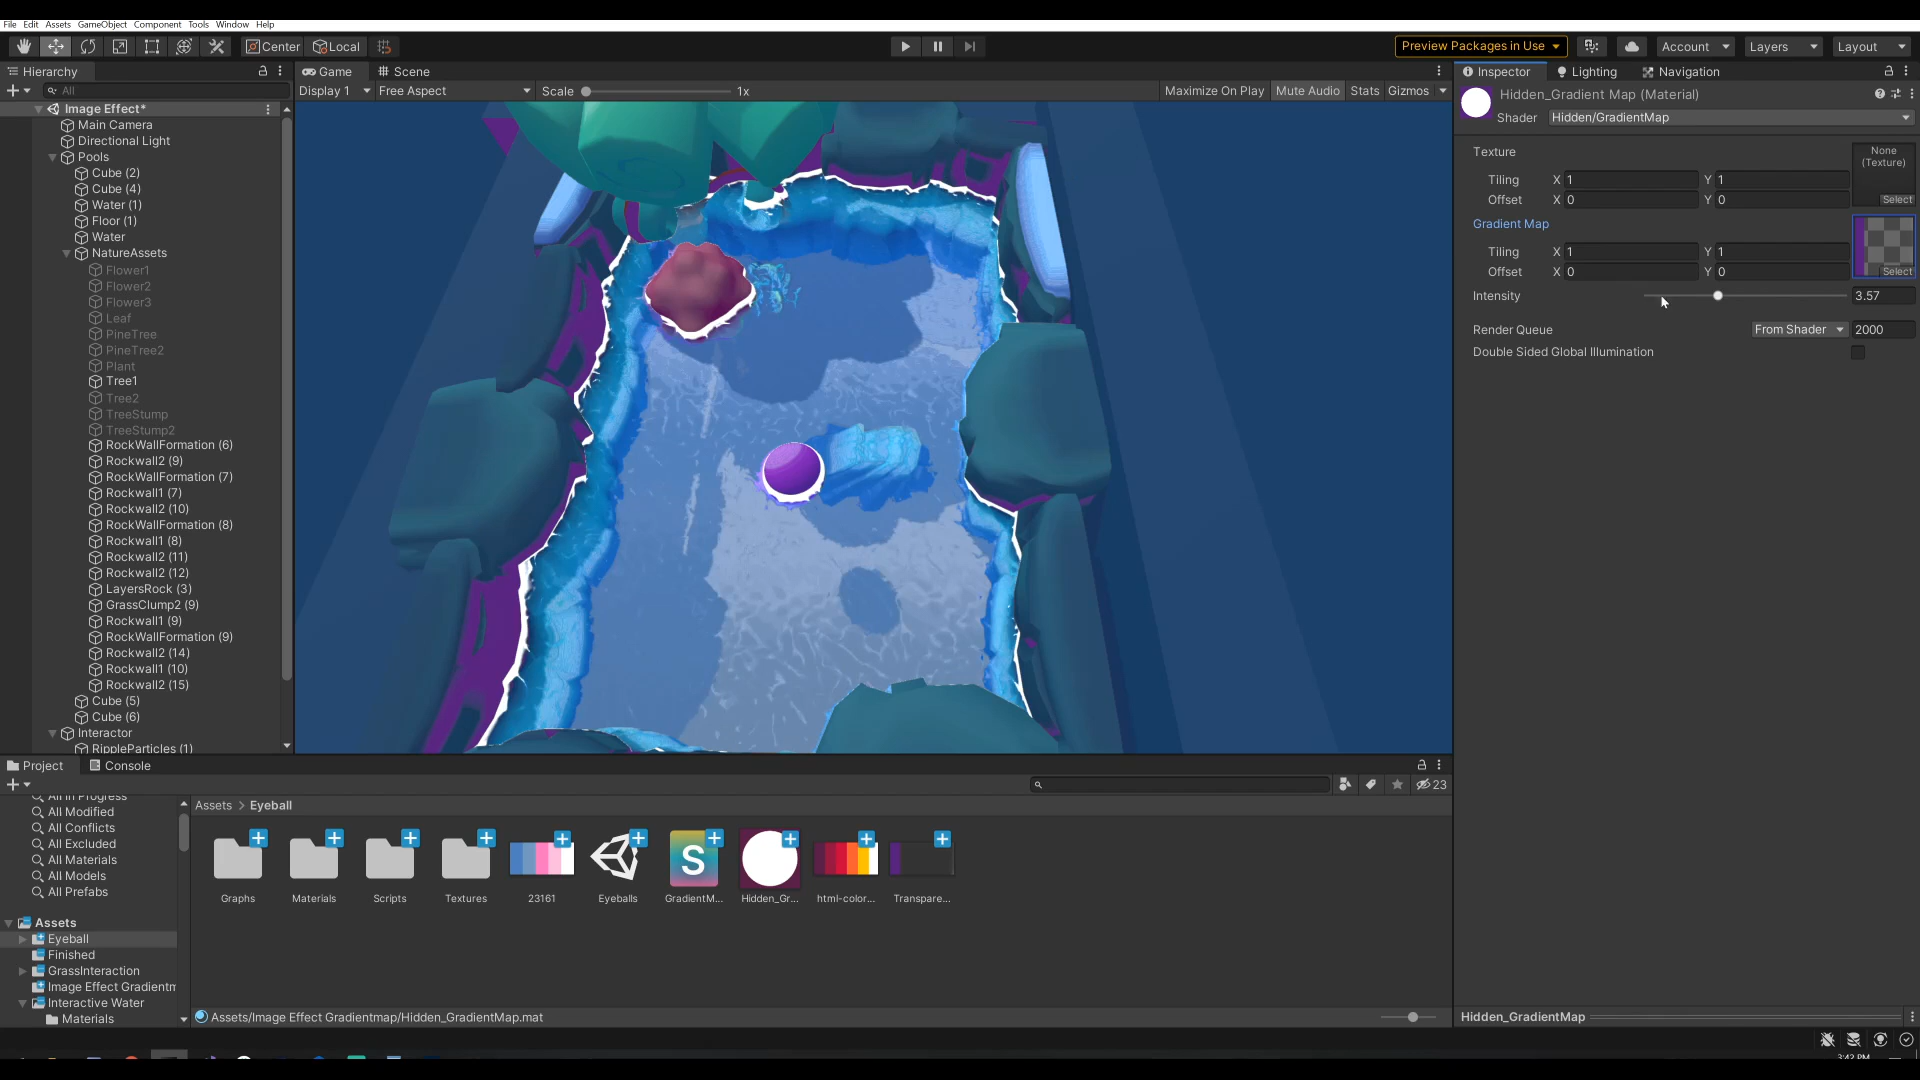 File Edit Assets GameObject Component Tools Window Help
Center Local
Preview Packages in Use Account Layers Layout
Hierarchy
All
Image Effect*
Main Camera
Directional Light
Pools
Cube (2)
Cube (4)
Water (1)
Floor (1)
Water
NatureAssets
Flower1
Flower2
Flower3
Leaf
PineTree
PineTree2
Plant
Tree1
Tree2
TreeStump
TreeStump2
RockWallFormation (6)
Rockwall2 (9)
RockWallFormation (7)
Rockwall1 (7)
Rockwall2 (10)
RockWallFormation (8)
Rockwall1 (8)
Rockwall2 (11)
Rockwall2 (12)
LayersRock (3)
GrassClump2 (9)
Rockwall1 (9)
RockWallFormation (9)
Rockwall2 (14)
Rockwall1 (10)
Rockwall2 (15)
Cube (5)
Cube (6)
Interactor
RippleParticles (1)
Game Scene
Display 1 Free Aspect Scale 1x Maximize On Play Mute Audio Stats Gizmos
Inspector Lighting Navigation
Hidden_Gradient Map (Material)
Shader Hidden/GradientMap
Texture None (Texture)
Tiling X 1 Y 1
Offset X 0 Y 0 Select
Gradient Map
Tiling X 1 Y 1
Offset X 0 Y 0 Select
Intensity 3.57
Render Queue From Shader 2000
Double Sided Global Illumination
Project Console
23
All In Progress
All Modified
All Conflicts
All Excluded
All Materials
All Models
All Prefabs
Assets
Eyeball
Finished
GrassInteraction
Image Effect Gradientm
Interactive Water
Materials
Assets > Eyeball
S
Graphs Materials Scripts Textures 23161 Eyeballs GradientM... Hidden_Gr... html-color... Transpare...
Assets/Image Effect Gradientmap/Hidden_GradientMap.mat
Hidden_GradientMap
3:42 PM